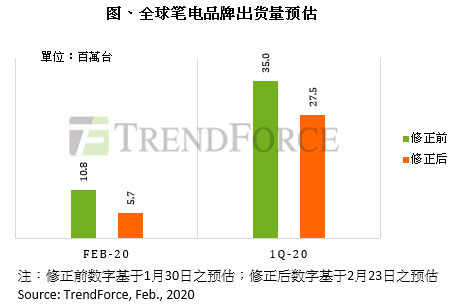 图、全球笔电品牌出货量预估
單位：百萬台
10.8
5.7
35.0
27.5
TRENDFORCE
修正前
修正后
FEB-20
1Q-20
注：修正前数字基于1月30日之预估；修正后数字基于2月23日之预估
Source: TrendForce, Feb., 2020